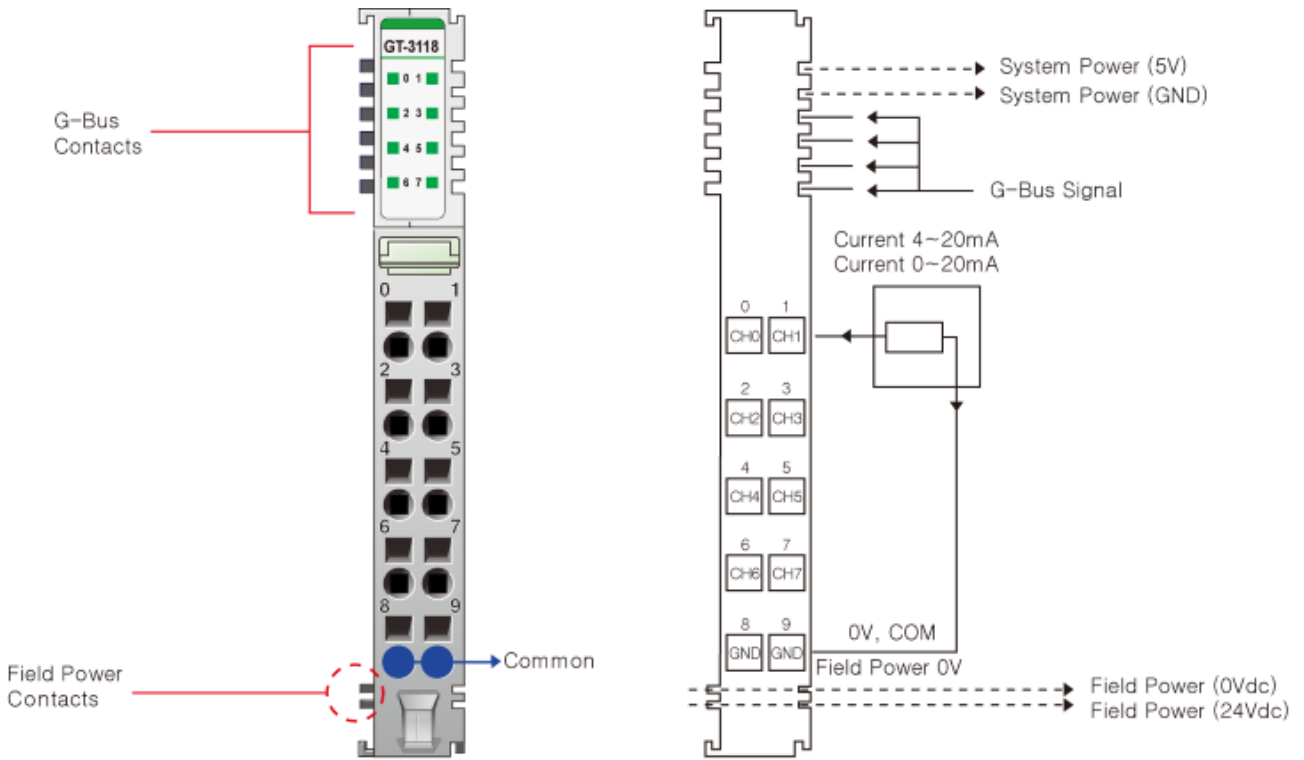 GT-3118
0 1
2 3
4 5
6 7
G-Bus
Contacts
0 1
2 3
4 5
6 7
8 9
Common
Field Power
Contacts
System Power (5V)
System Power (GND)
G-Bus Signal
Current 4~20mA
Current 0~20mA
0 1
CH0 CH1
2 3
CH2 CH3
4 5
CH4 CH5
6 7
CH6 CH7
8 9
GND GND
0V, COM
Field Power 0V
Field Power (0Vdc)
Field Power (24Vdc)